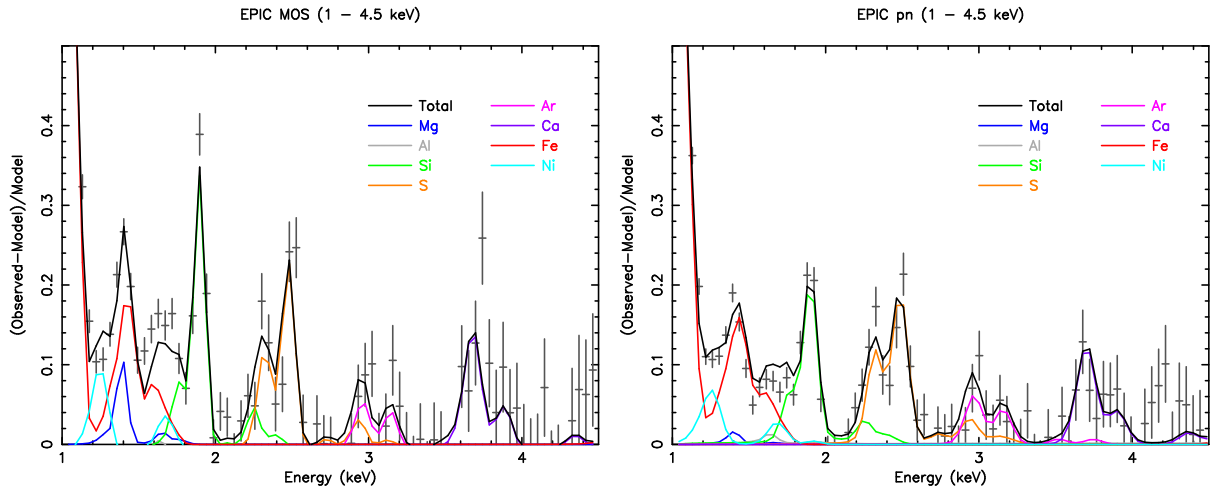 EPIC MOS (1 – 4.5 keV)
(Observed–Model)/Model
0.4
0.3
0.2
0.1
0
Total
Mg
Al
Si
S
Ar
Ca
Fe
Ni
1 2 3 4
Energy (keV)
EPIC pn (1 – 4.5 keV)
(Observed–Model)/Model
0.4
0.3
0.2
0.1
0
Total
Mg
Al
Si
S
Ar
Ca
Fe
Ni
1 2 3 4
Energy (keV)